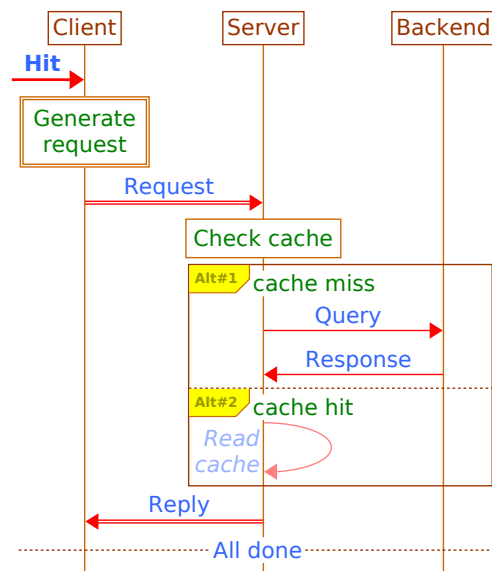 Client Server Backend
Hit
Generate
request
Request
Check cache
Alt#1 cache miss
Query
Response
Alt#2 cache hit
Read
cache
Reply
All done